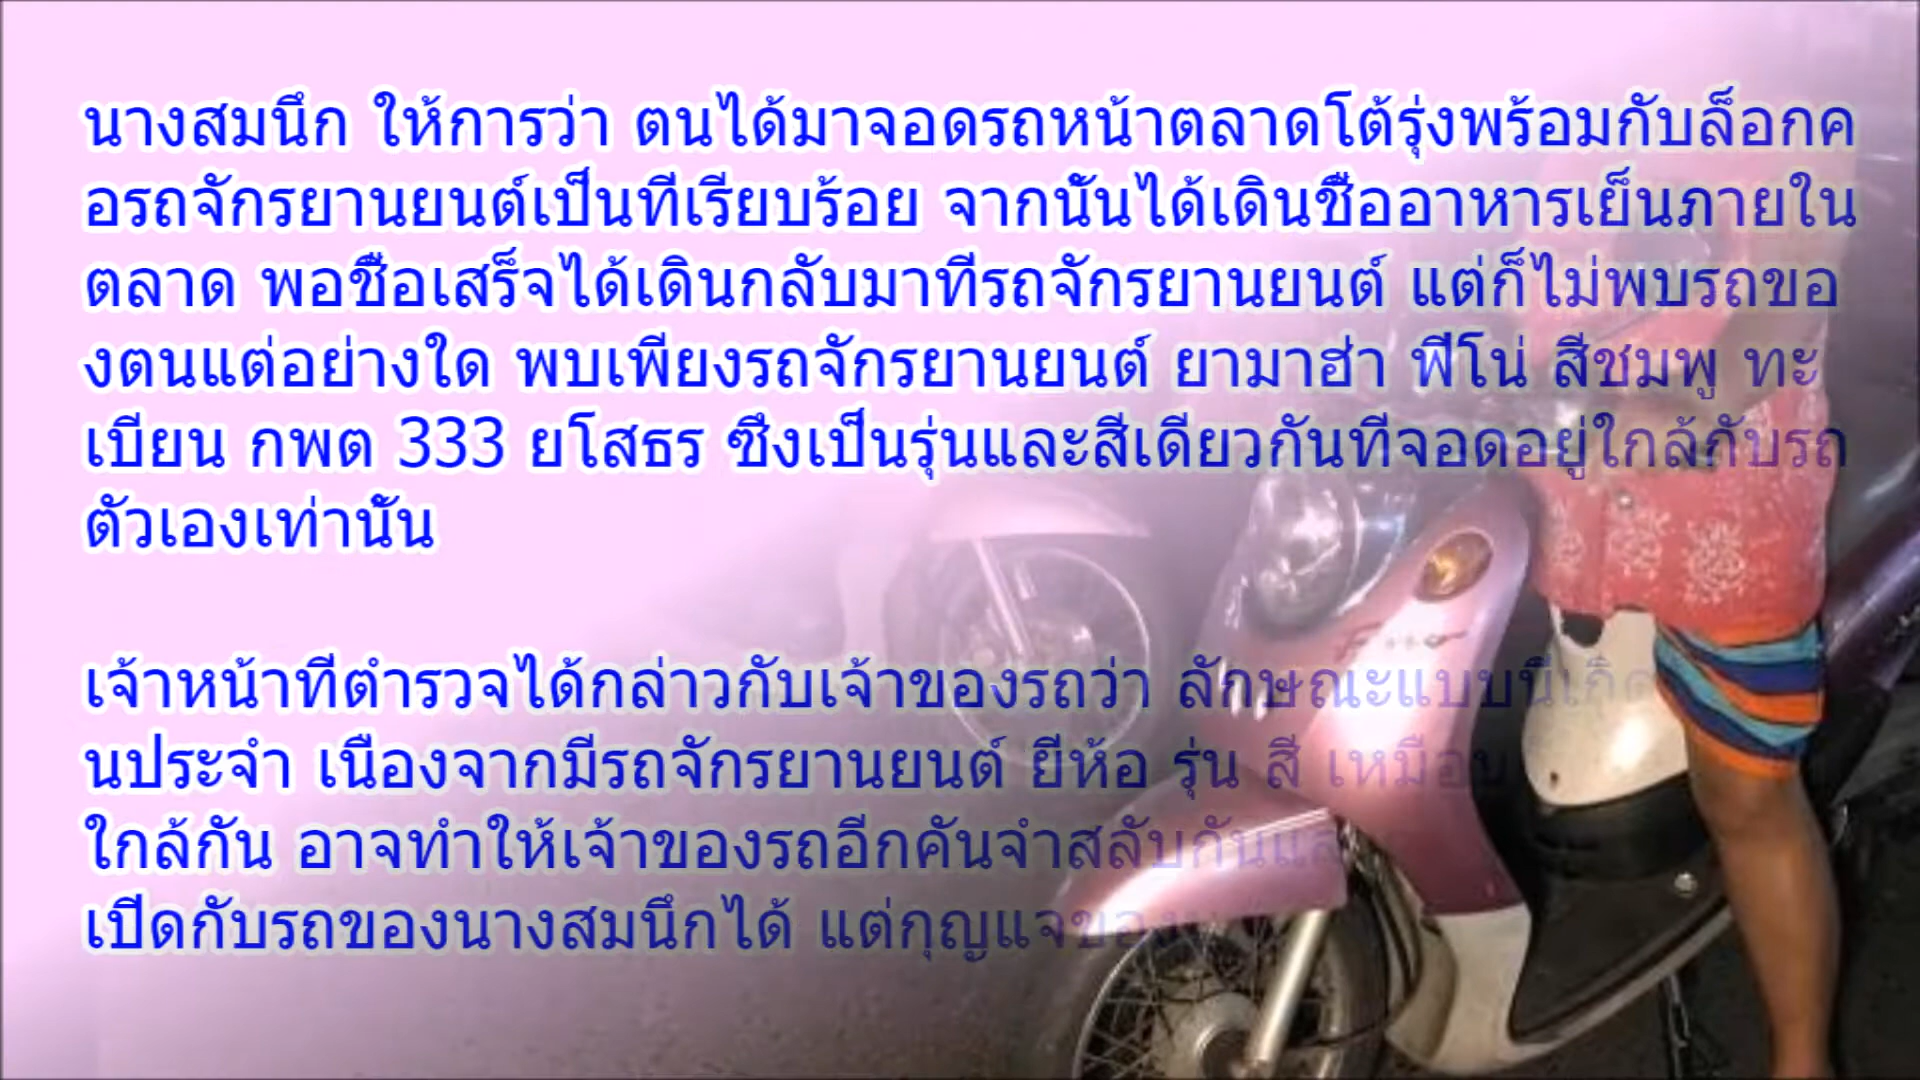 นางสมนึก ให้การว่า ตนได้มาจอดรถหน้าตลาดโต้รุ่งพร้อมกับล็อกค
อรถจักรยานยนต์เป็นที่เรียบร้อย จากนั้นได้เดินซื้ออาหารเย็นภายใน
ตลาด พอซื้อเสร็จได้เดินกลับมาที่รถจักรยานยนต์ แต่ก็ไม่พบรถขอ
งตนแต่อย่างใด พบเพียงรถจักรยานยนต์ ยามาฮ่า ฟีโน่ สีชมพู ทะ
เบียน กพต 333 ยโสธร ซึ่งเป็นรุ่นและสีเดียวกันที่จอดอยู่ใกล้กับรถ
ตัวเองเท่านั้น
เจ้าหน้าที่ตำรวจได้กล่าวกับเจ้าของรถว่า ลักษณะแบบนี้เกิด
นประจำ เนื่องจากมีรถจักรยานยนต์ ยี่ห้อ รุ่น สี เหมือน
ใกล้กัน อาจทำให้เจ้าของรถอีกคันจำสลับกันและ
เปิดกับรถของนางสมนึกได้ แต่กุญแจของ
Fino